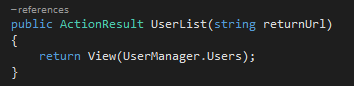 –references
public ActionResult UserList(string returnUrl)
{
return View(UserManager.Users);
}